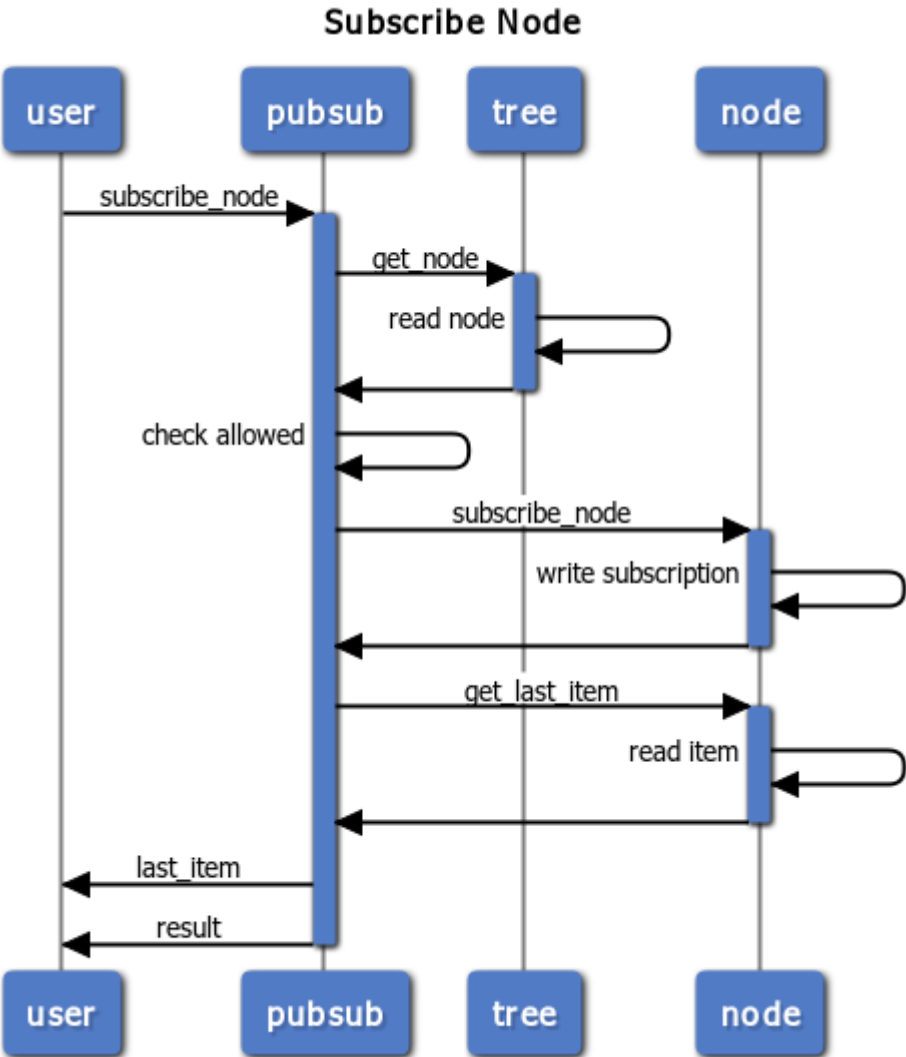 Subscribe Node
user pubsub tree node
subscribe_node
get_node
read node
check allowed
subscribe_node
write subscription
get_last_item
read item
last_item
result
user pubsub tree node